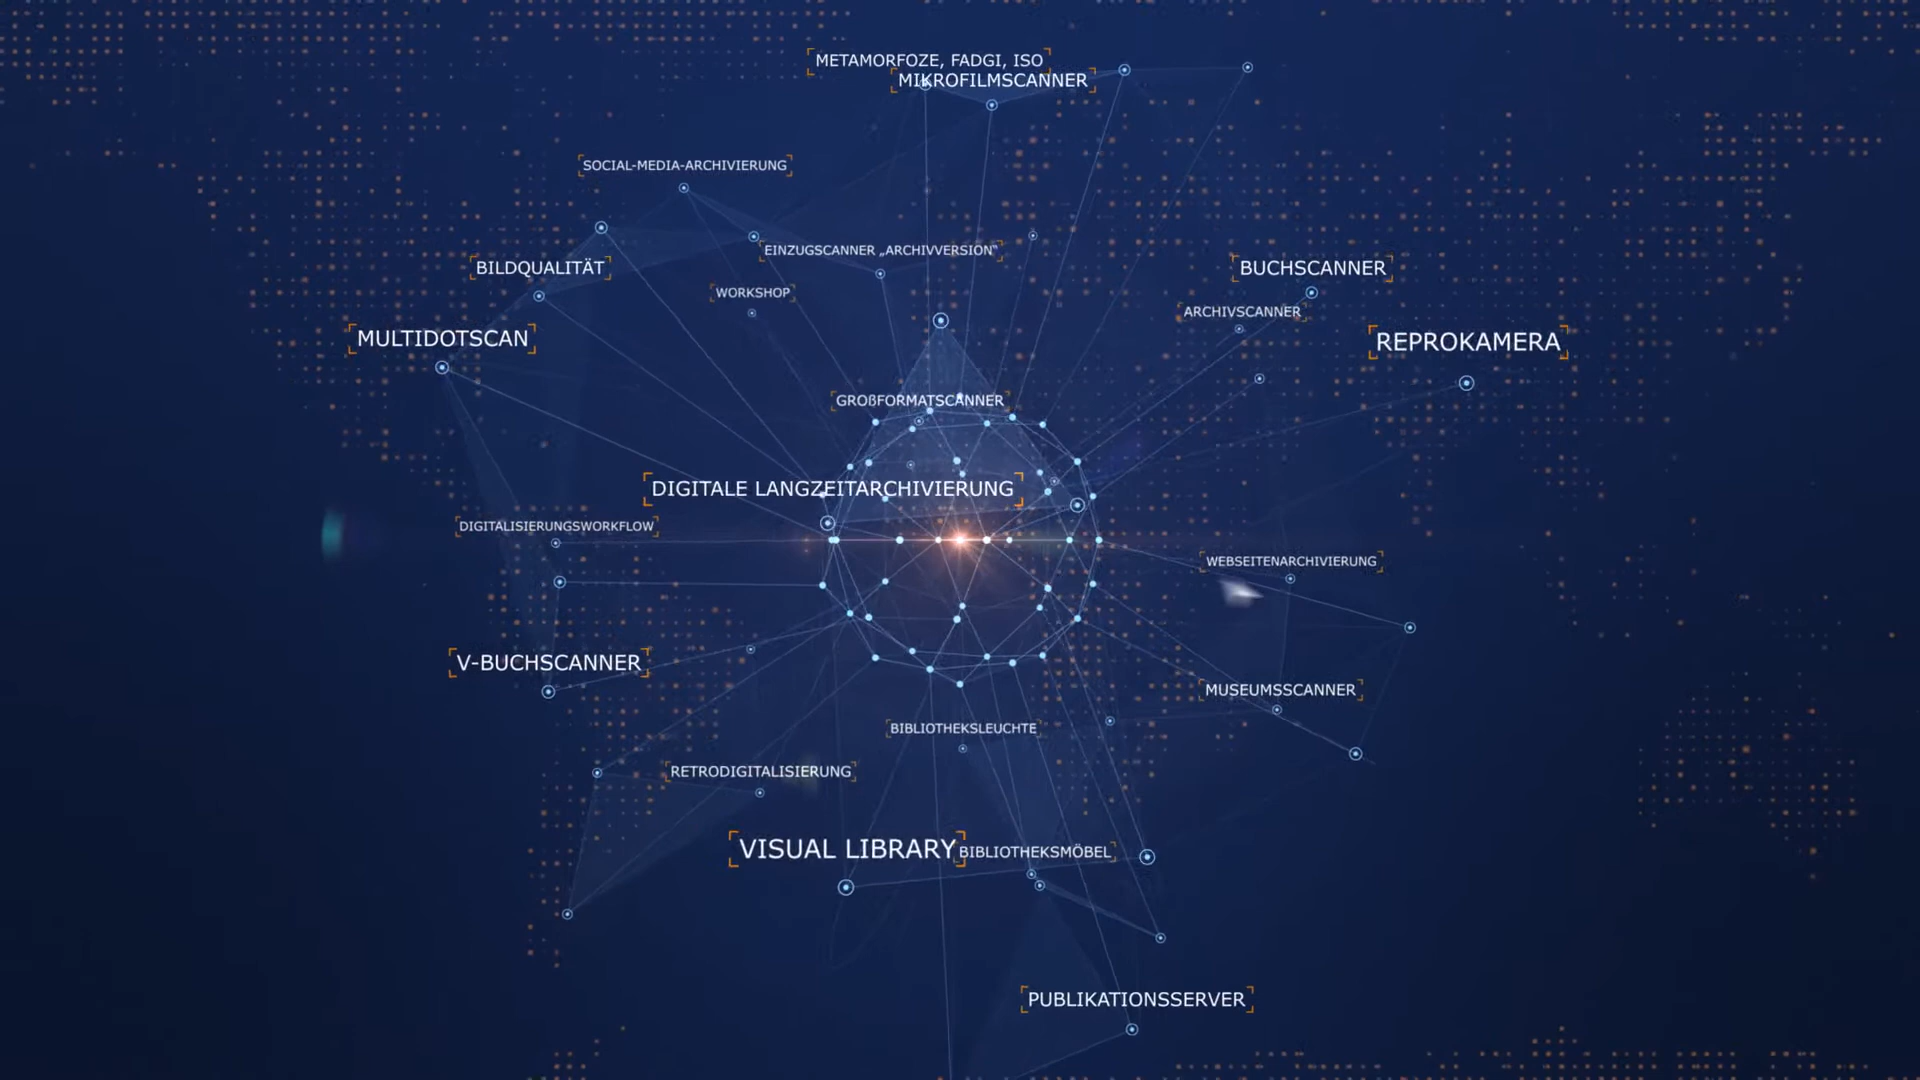 METAMORFOZE, FADGI, ISO
MIKROFILMSCANNER
SOCIAL-MEDIA-ARCHIVIERUNG
EINZUGSCANNER „ARCHIVVERSION“
BILDQUALITÄT
BUCHSCANNER
WORKSHOP
ARCHIVSCANNER
MULTIDOTSCAN
REPROKAMERA
GROßFORMATSCANNER
DIGITALE LANGZEITARCHIVIERUNG
DIGITALISIERUNGSWORKFLOW
WEBSEITENARCHIVIERUNG
V-BUCHSCANNER
MUSEUMSSCANNER
BIBLIOTHEKSLEUCHTE
RETRODIGITALISIERUNG
VISUAL LIBRARY
BIBLIOTHEKSMÖBEL
PUBLIKATIONSSERVER